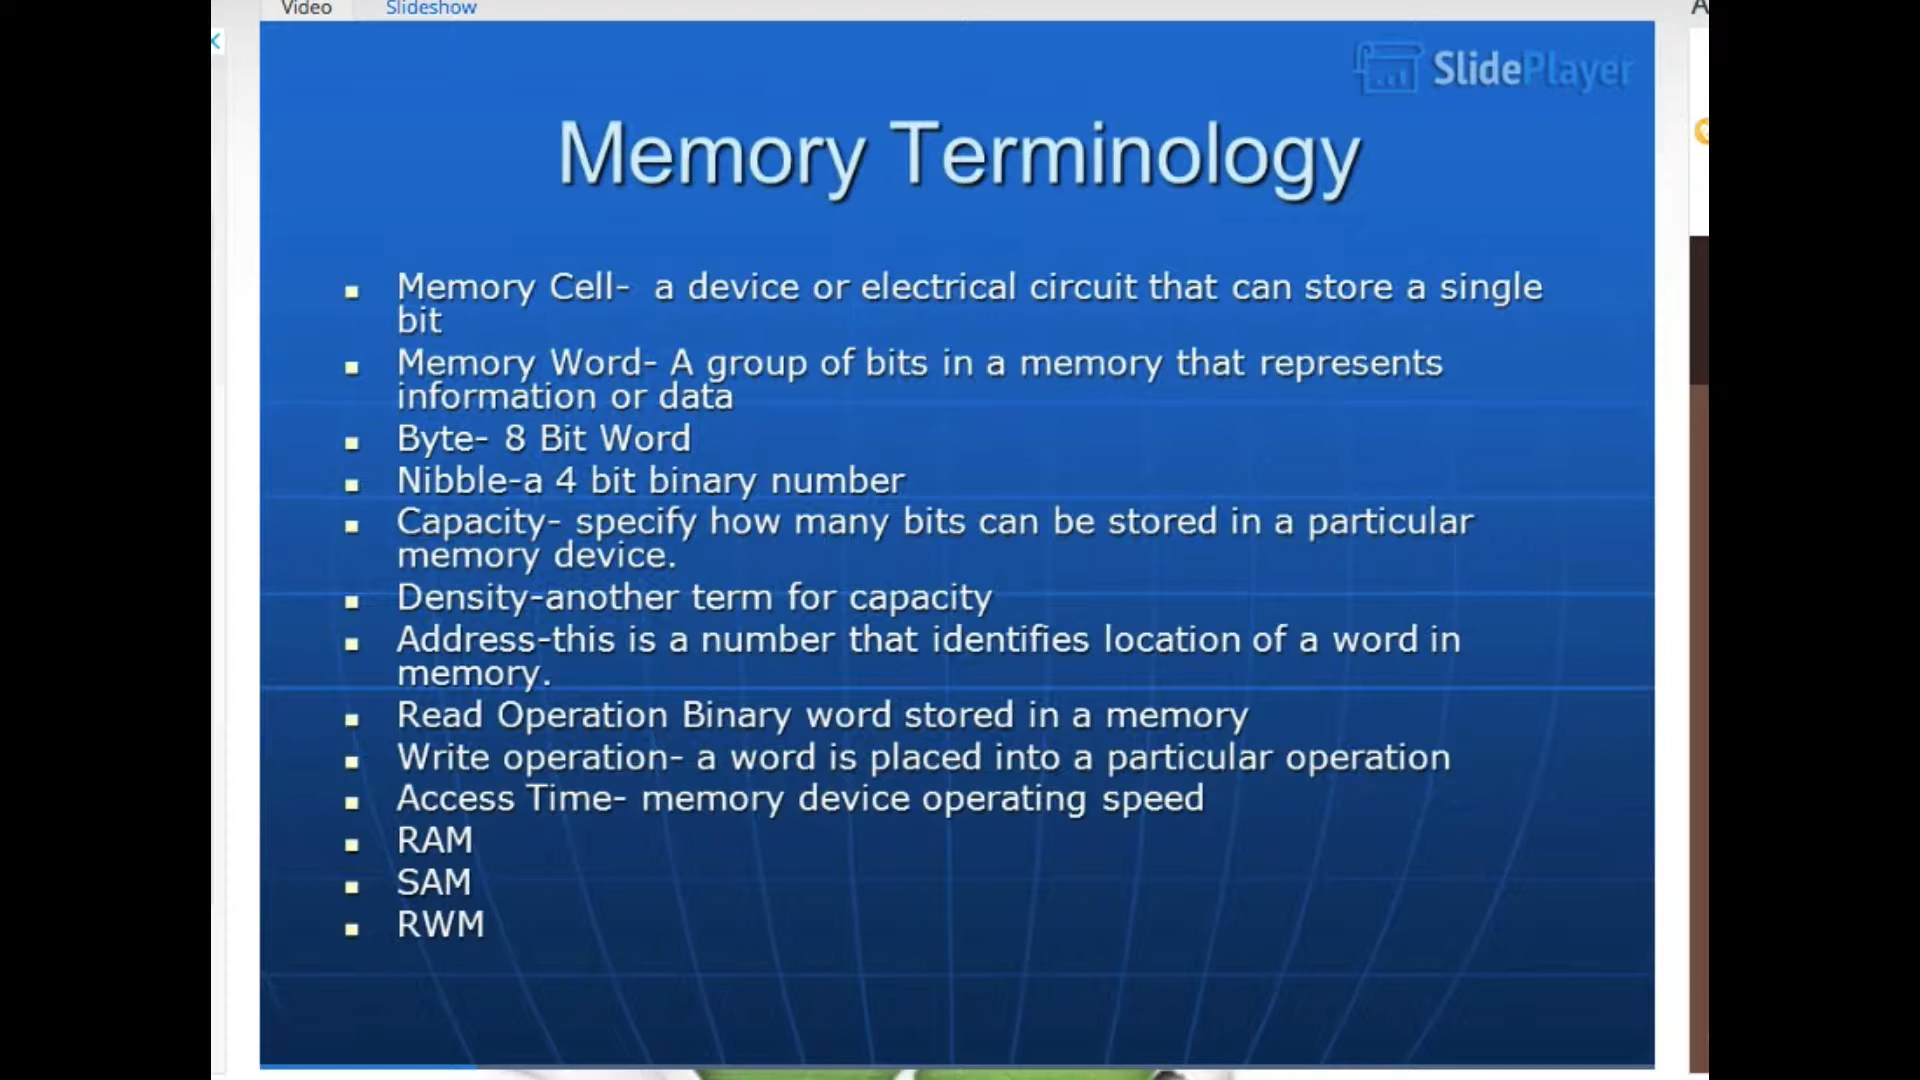 Video Slideshow
SlidePlayer
Memory Terminology
Memory Cell-  a device or electrical circuit that can store a single
bit
Memory Word- A group of bits in a memory that represents
information or data
Byte- 8 Bit Word
Nibble-a 4 bit binary number
Capacity- specify how many bits can be stored in a particular
memory device.
Density-another term for capacity
Address-this is a number that identifies location of a word in
memory.
Read Operation Binary word stored in a memory
Write operation- a word is placed into a particular operation
Access Time- memory device operating speed
RAM
SAM
RWM